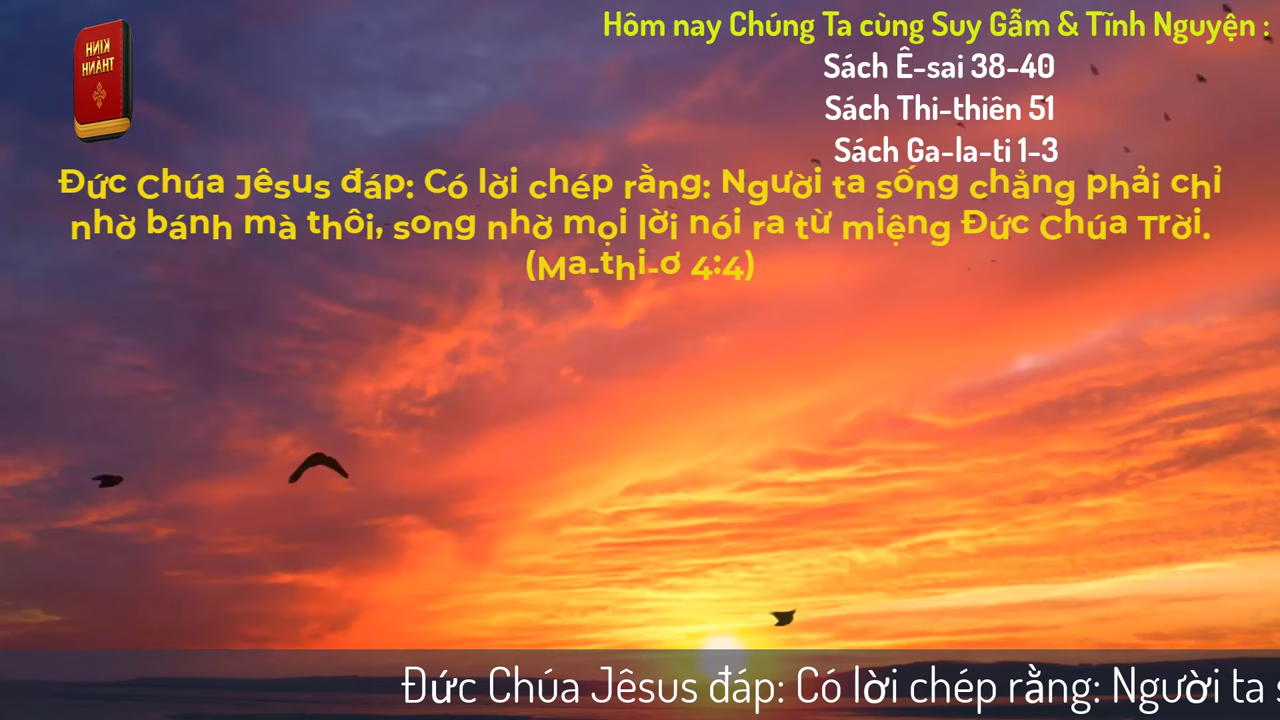 KINH
THÁNH
Hôm nay Chúng Ta cùng Suy Gẫm & Tĩnh Nguyện :
Sách Ê-sai 38-40
Sách Thi-thiên 51
Sách Ga-la-ti 1-3
Đức Chúa Jêsus đáp: Có lời chép rằng: Người ta sống chẳng phải chỉ
nhờ bánh mà thôi, song nhờ mọi lời nói ra từ miệng Đức Chúa Trời.
(Ma-thi-ơ 4:4)
Đức Chúa Jêsus đáp: Có lời chép rằng: Người ta